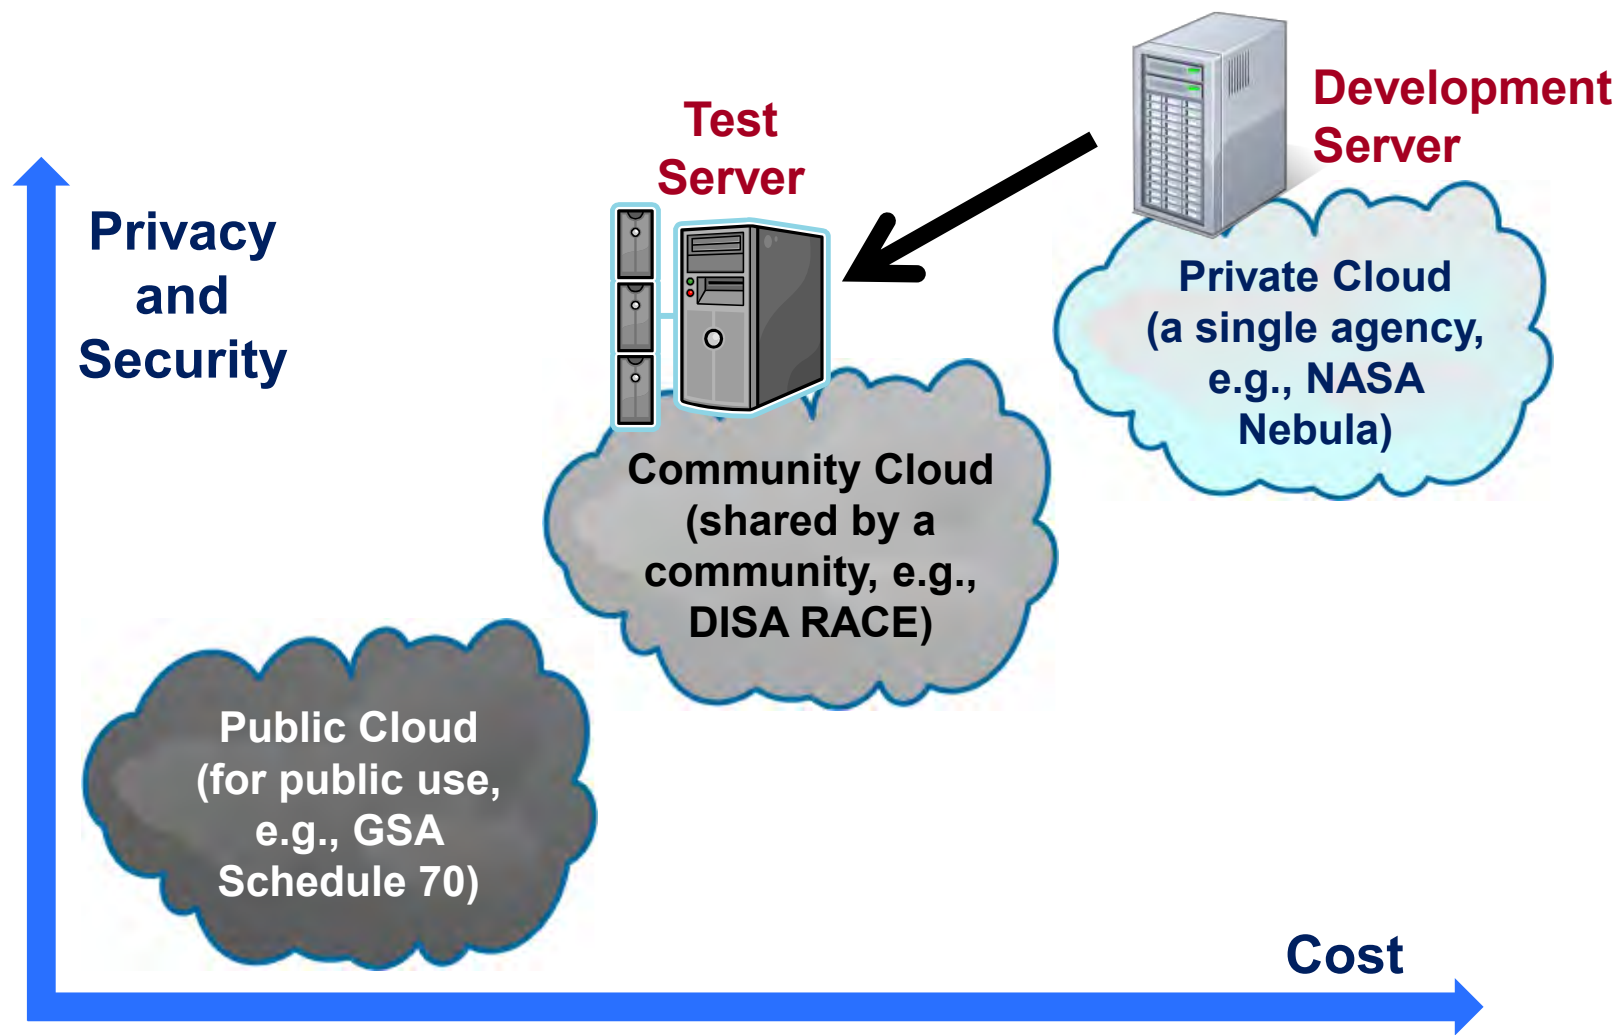 Development
Server
Test
Server
Privacy
and
Security
Private Cloud
(a single agency,
e.g., NASA
Nebula)
Community Cloud
(shared by a
community, e.g.,
DISA RACE)
Public Cloud
(for public use,
e.g., GSA
Schedule 70)
Cost